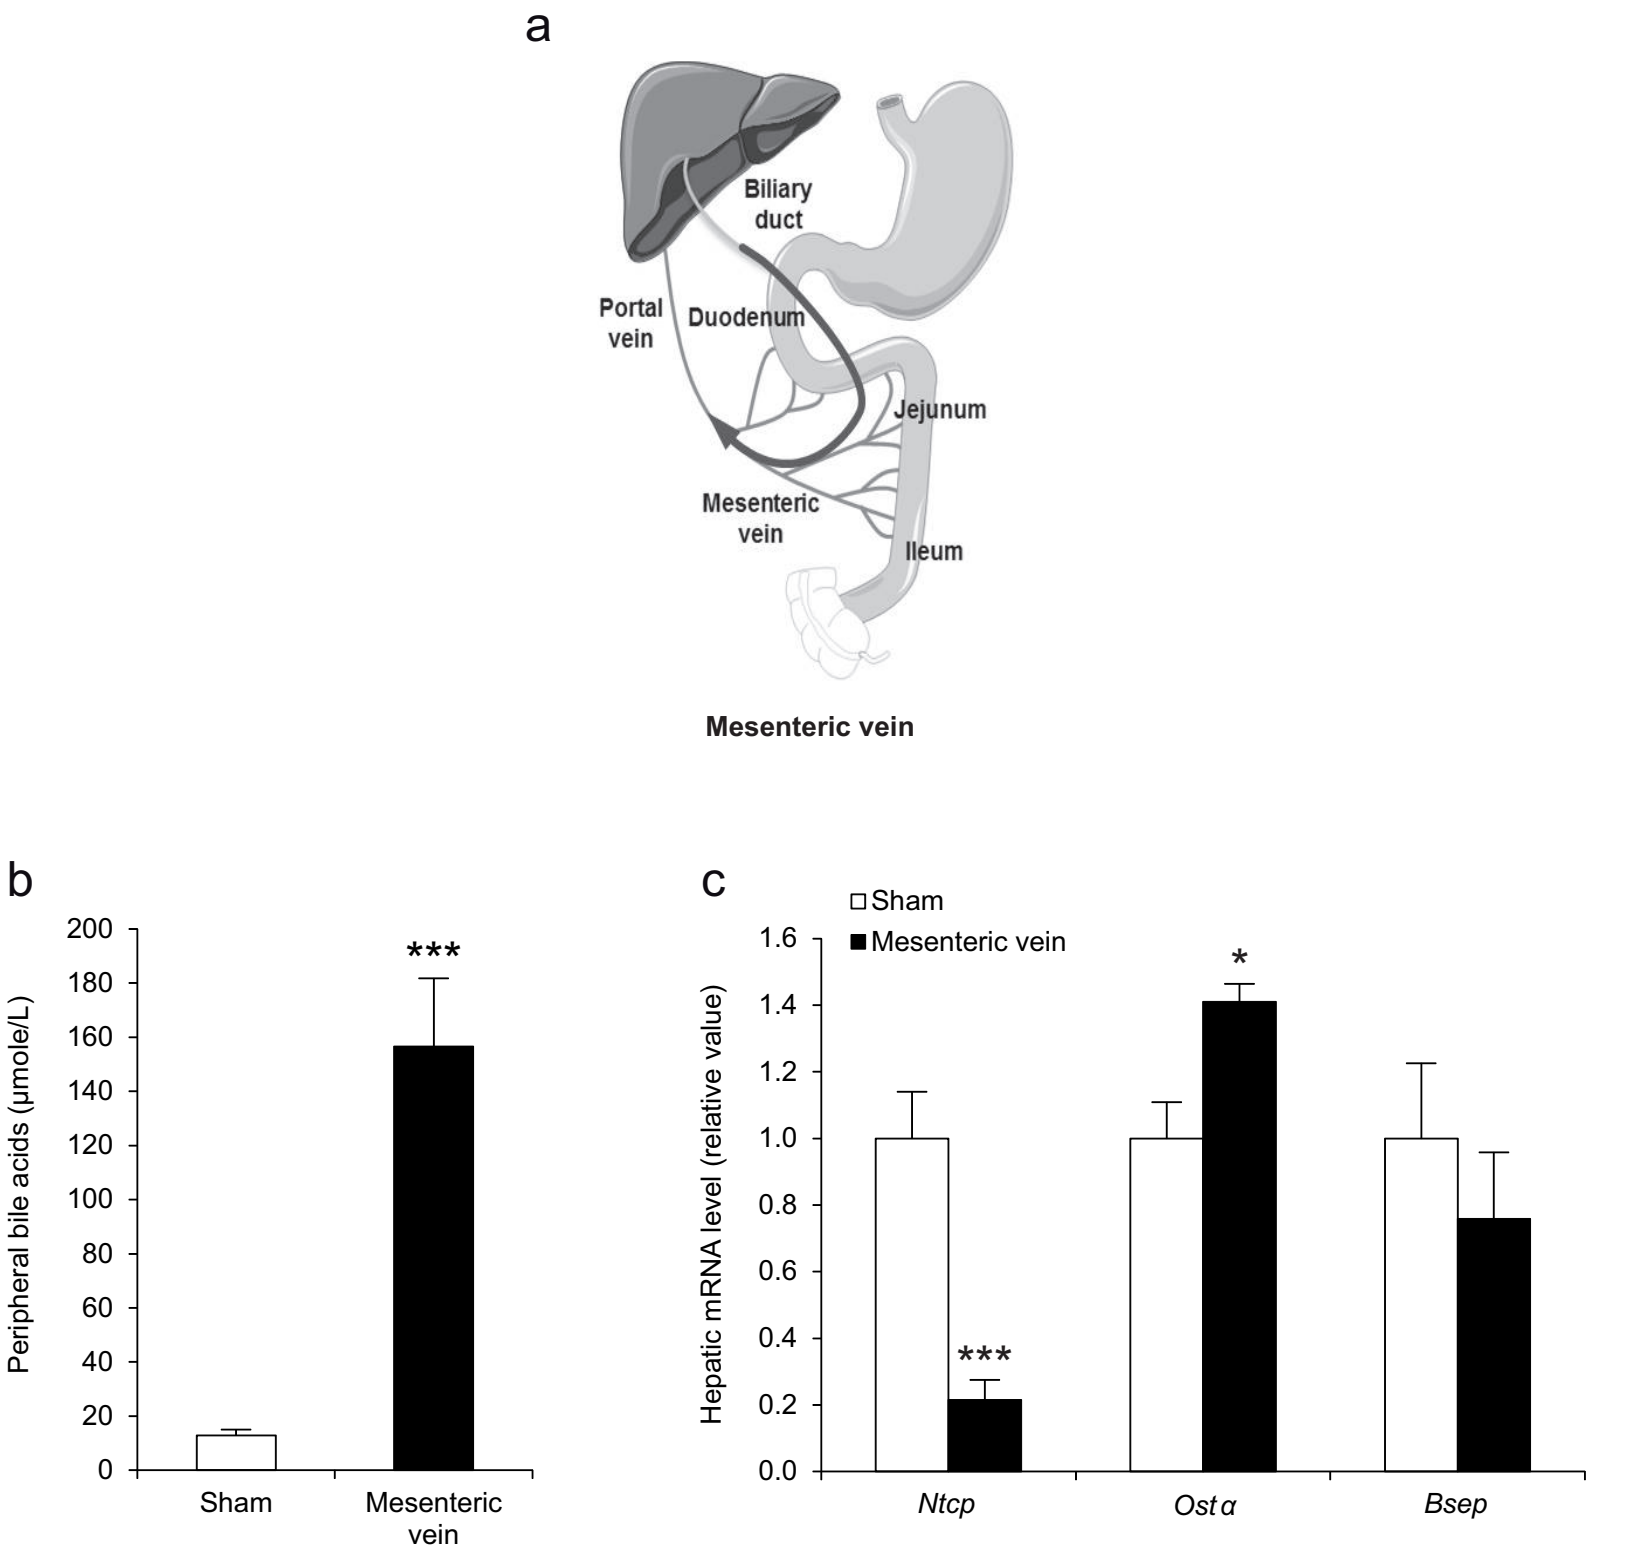 a
Biliary
duct
Portal
vein
Duodenum
Jejunum
Mesenteric
vein
Ileum
Mesenteric vein
b
Peripheral bile acids (µmole/L)
200
180
160
140
120
100
80
60
40
20
0
***
Sham
Mesenteric
vein
c
Sham
Mesenteric vein
Hepatic mRNA level (relative value)
1.6
1.4
1.2
1.0
0.8
0.6
0.4
0.2
0.0
***
*
Ntcp
Ost α
Bsep